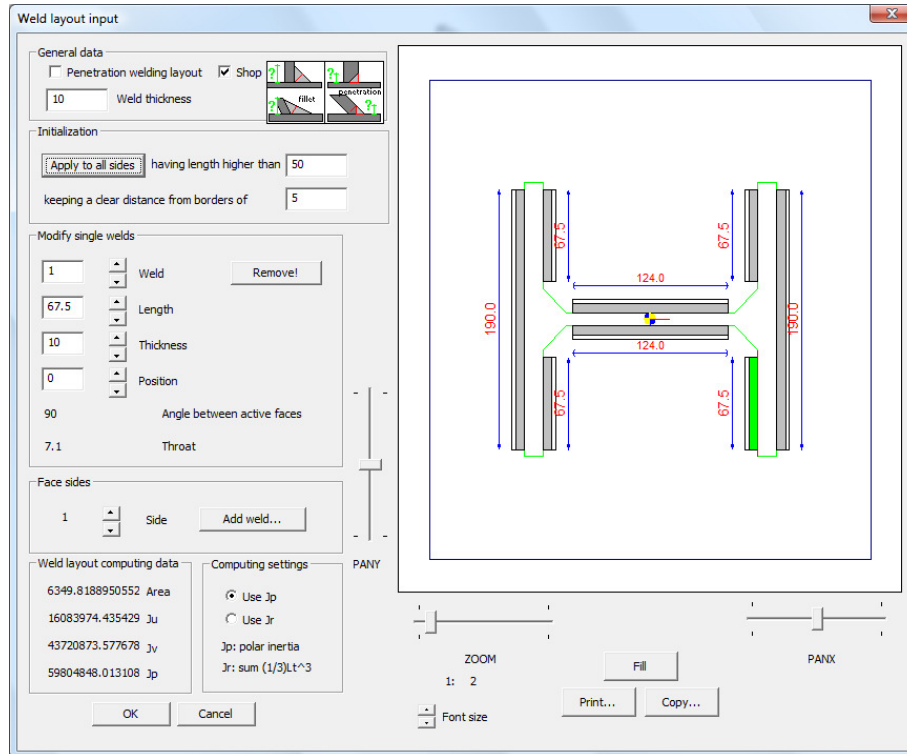 Weld layout input
General data
Penetration welding layout
Shop
10
Weld thickness
?
?
fillet
penetration
?
?
Initialization
Apply to all sides
having length higher than
50
keeping a clear distance from borders of
5
Modify single welds
1
Weld
Remove!
67.5
Length
10
Thickness
0
Position
90
Angle between active faces
7.1
Throat
Face sides
1
Side
Add weld...
Weld layout computing data
6349.8188950552 Area
16083974.435429 Ju
43720873.577678 Jv
59804848.013108 Jp
Computing settings
Use Jp
Use Jr
Jp: polar inertia
Jr: sum (1/3)Lt^3
OK
Cancel
PANY
190.0
67.5
67.5
124.0
190.0
124.0
67.5
67.5
ZOOM
1: 2
Font size
Fill
Print...
Copy...
PANX